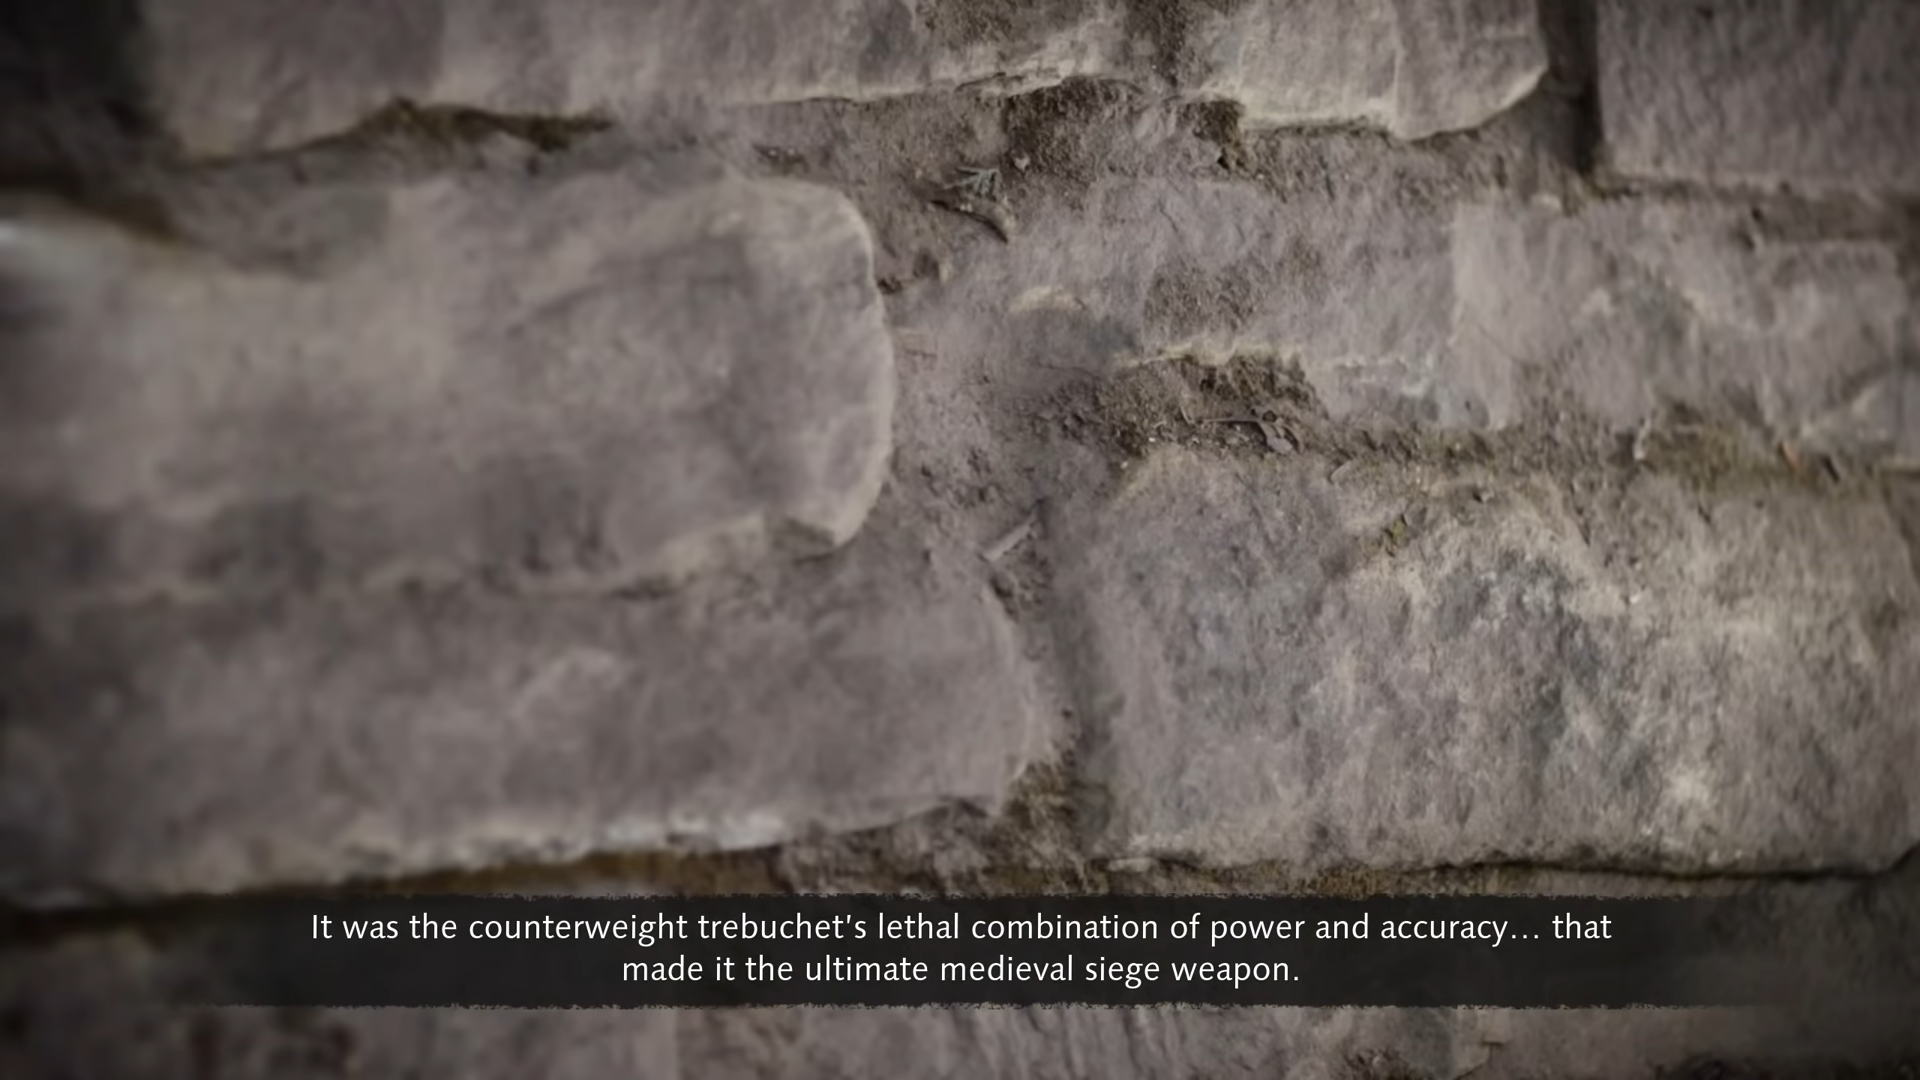 It was the counterweight trebuchet's lethal combination of power and accuracy… that
made it the ultimate medieval siege weapon.